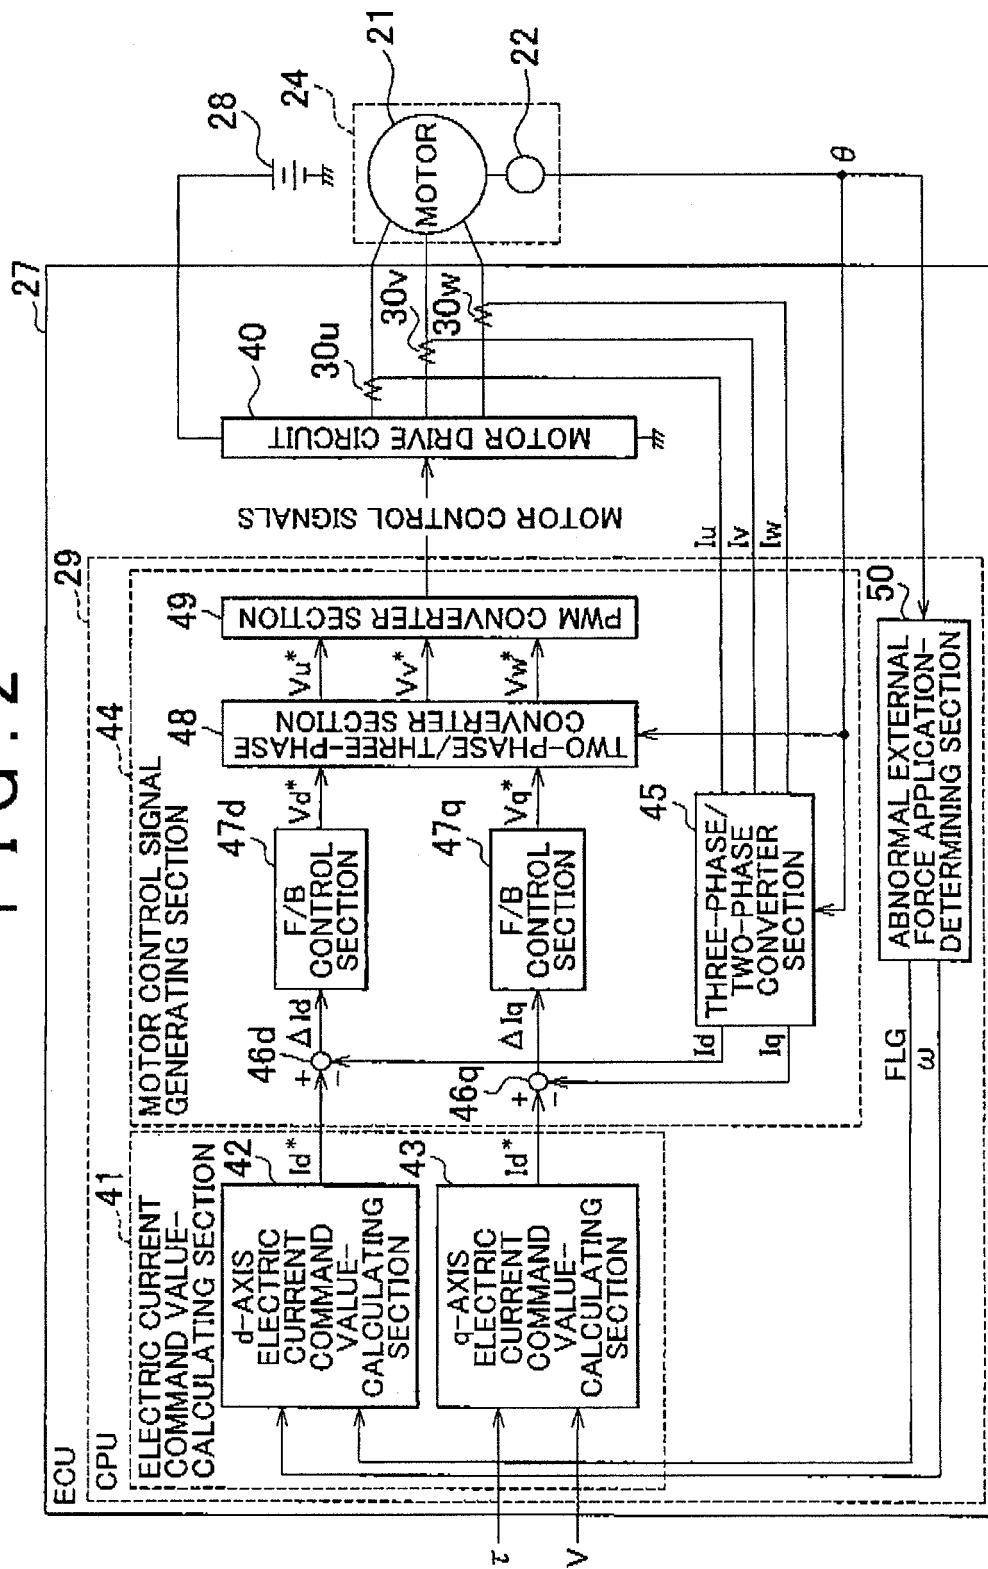 FIG. 2
27
ECU
29
CPU
41
ELECTRIC CURRENT
COMMAND VALUE-
CALCULATING SECTION
44
MOTOR CONTROL SIGNAL
GENERATING SECTION
42
d-AXIS
ELECTRIC
CURRENT
COMMAND
VALUE-
CALCULATING
SECTION
Id*
46d
+
-
ΔId
47d
F/B
CONTROL
SECTION
Vd*
48
TWO-PHASE/THREE-PHASE
CONVERTER SECTION
Vu*
Vv*
Vw*
49
PWM CONVERTER SECTION
MOTOR CONTROL SIGNALS
40
MOTOR DRIVE CIRCUIT
28
30u
30v
30w
24
21
MOTOR
22
43
q-AXIS
ELECTRIC
CURRENT
COMMAND
VALUE-
CALCULATING
SECTION
Id*
46q
+
-
ΔIq
47q
F/B
CONTROL
SECTION
Vq*
τ
V
45
THREE-PHASE/
TWO-PHASE
CONVERTER
SECTION
Id
Iq
Iu
Iv
Iw
θ
50
ABNORMAL EXTERNAL
FORCE APPLICATION-
DETERMINING SECTION
FLG
ω